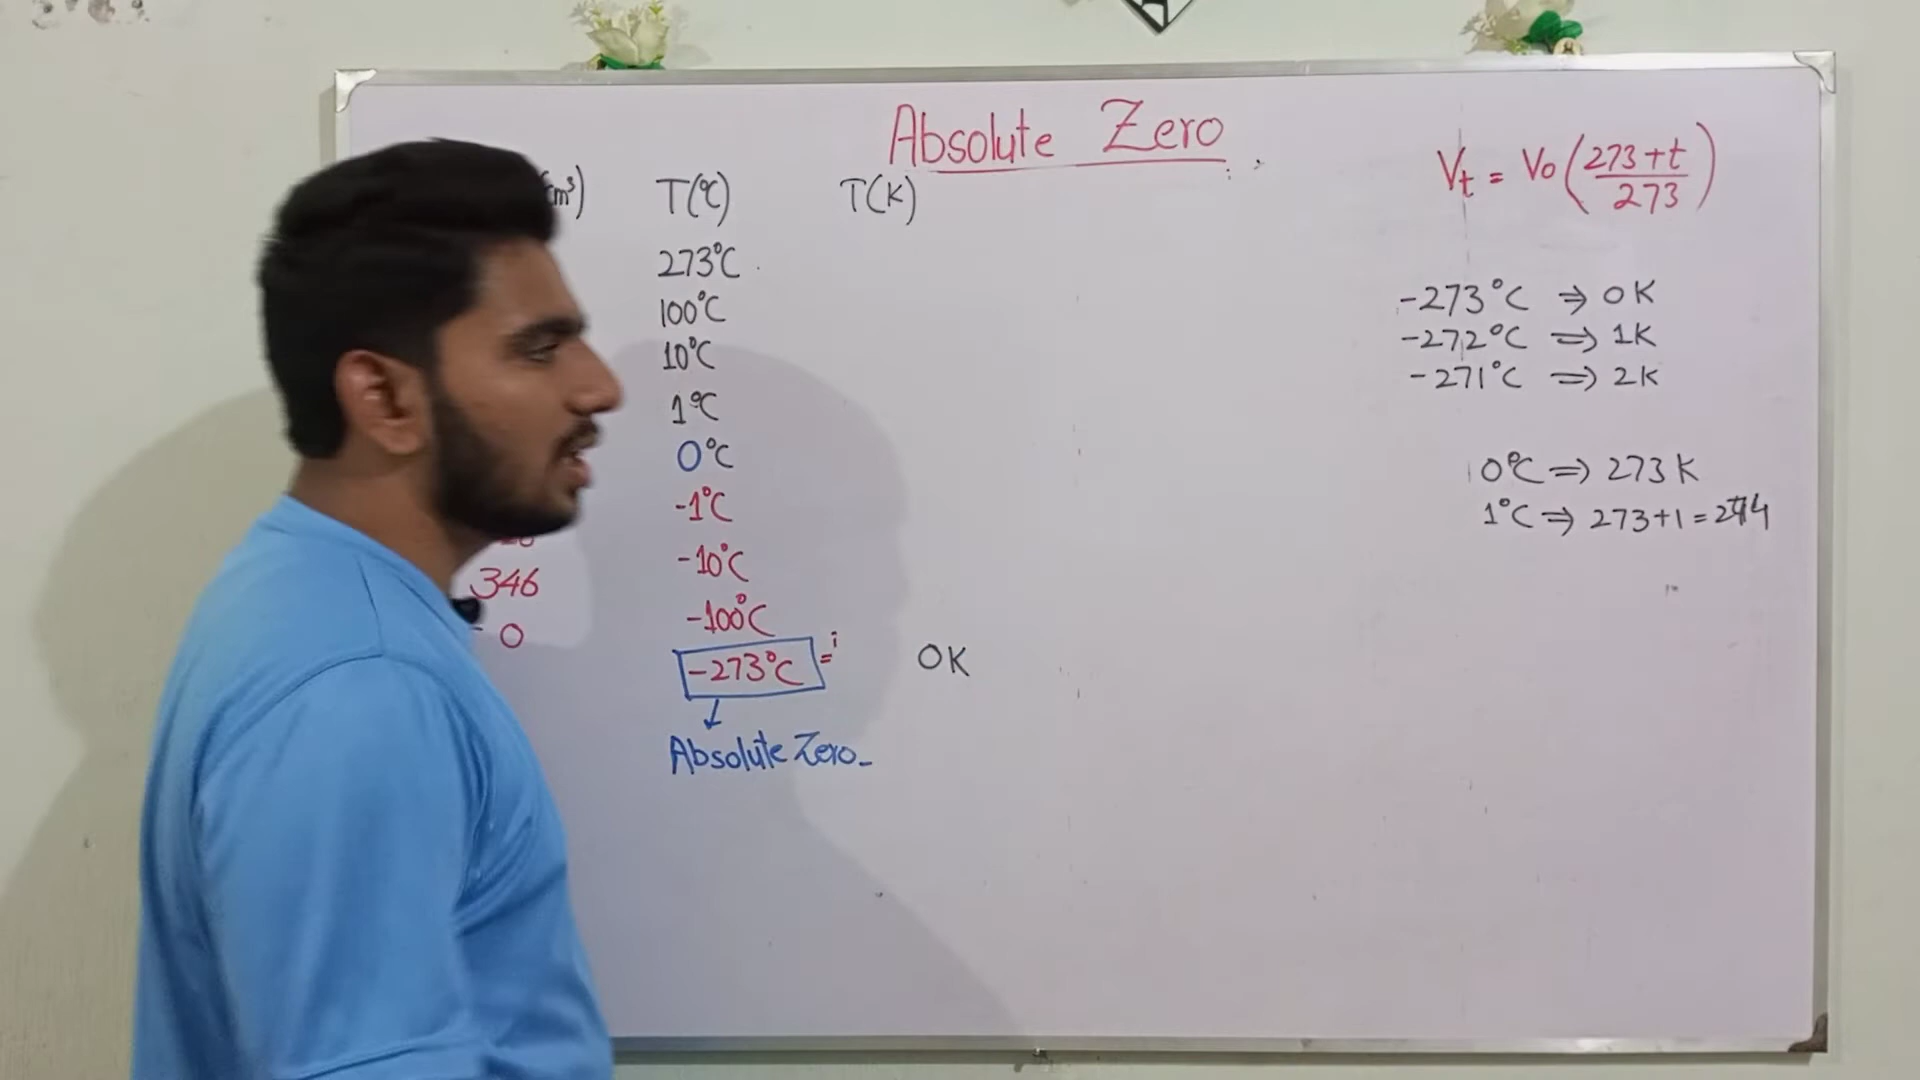 Absolute Zero
T(°C) T(K)
273°C
100°C
10°C
1°C
0°C
-1°C
-10°C
346 -100°C
0 -273°C = 0K
Absolute Zero
Vt = Vo (273+t / 273)
-273°C ⇒ 0K
-272°C ⇒ 1K
-271°C ⇒ 2K
0°C ⇒ 273 K
1°C ⇒ 273+1 = 274